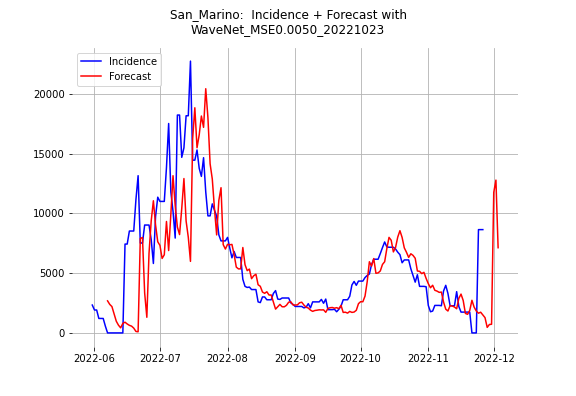 San_Marino:  Incidence + Forecast with
WaveNet_MSE0.0050_20221023
Incidence
Forecast
20000
15000
10000
5000
0
2022-06 2022-07 2022-08 2022-09 2022-10 2022-11 2022-12